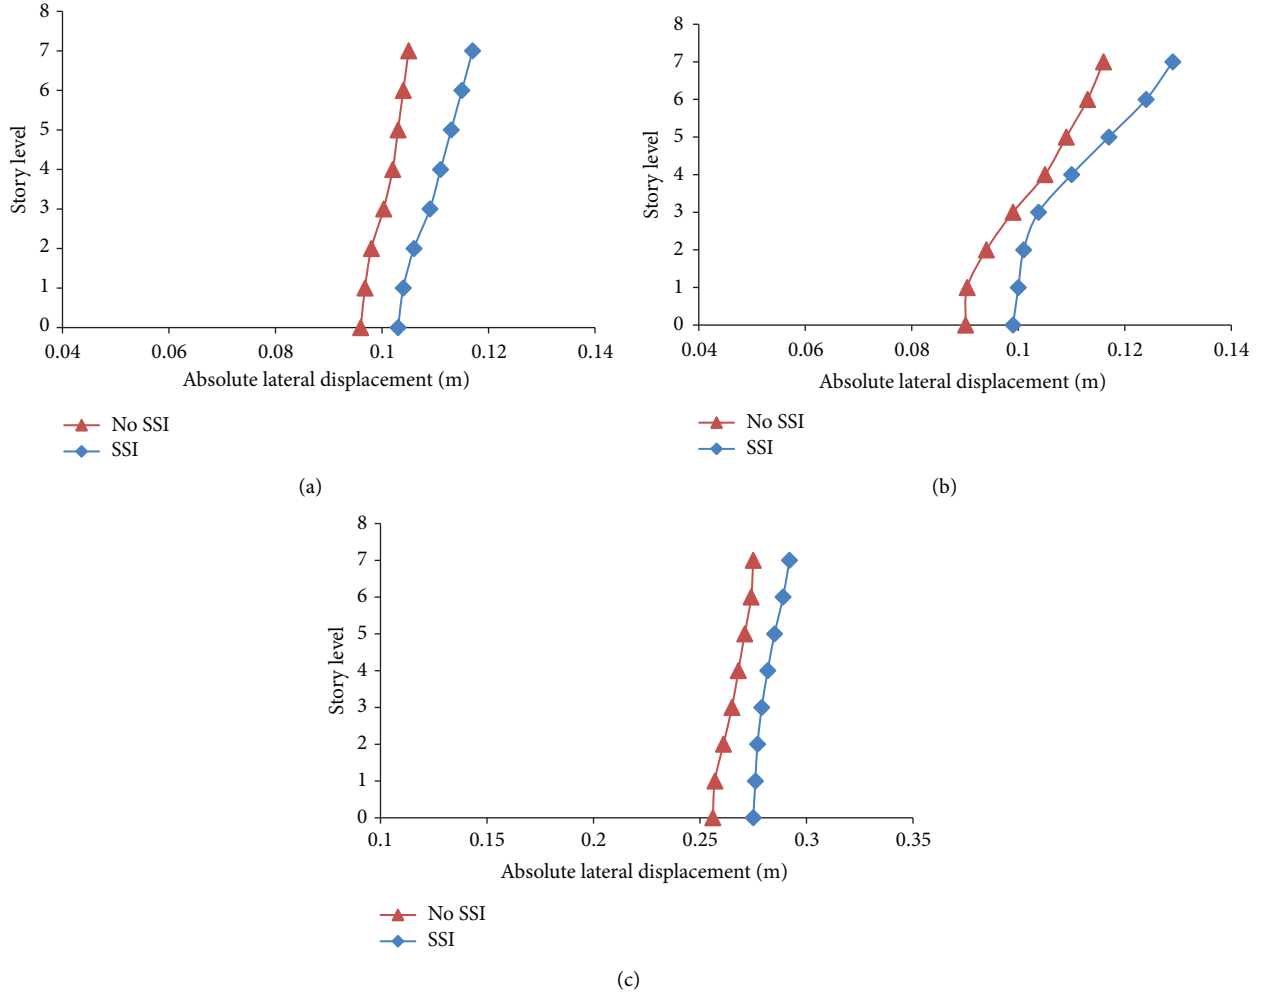 8
7
6
5
4
3
2
1
0
Story level
0.04 0.06 0.08 0.1 0.12 0.14
Absolute lateral displacement (m)
No SSI
SSI
(a)
8
7
6
5
4
3
2
1
0
Story level
0.04 0.06 0.08 0.1 0.12 0.14
Absolute lateral displacement (m)
No SSI
SSI
(b)
8
7
6
5
4
3
2
1
0
Story level
0.1 0.15 0.2 0.25 0.3 0.35
Absolute lateral displacement (m)
No SSI
SSI
(c)